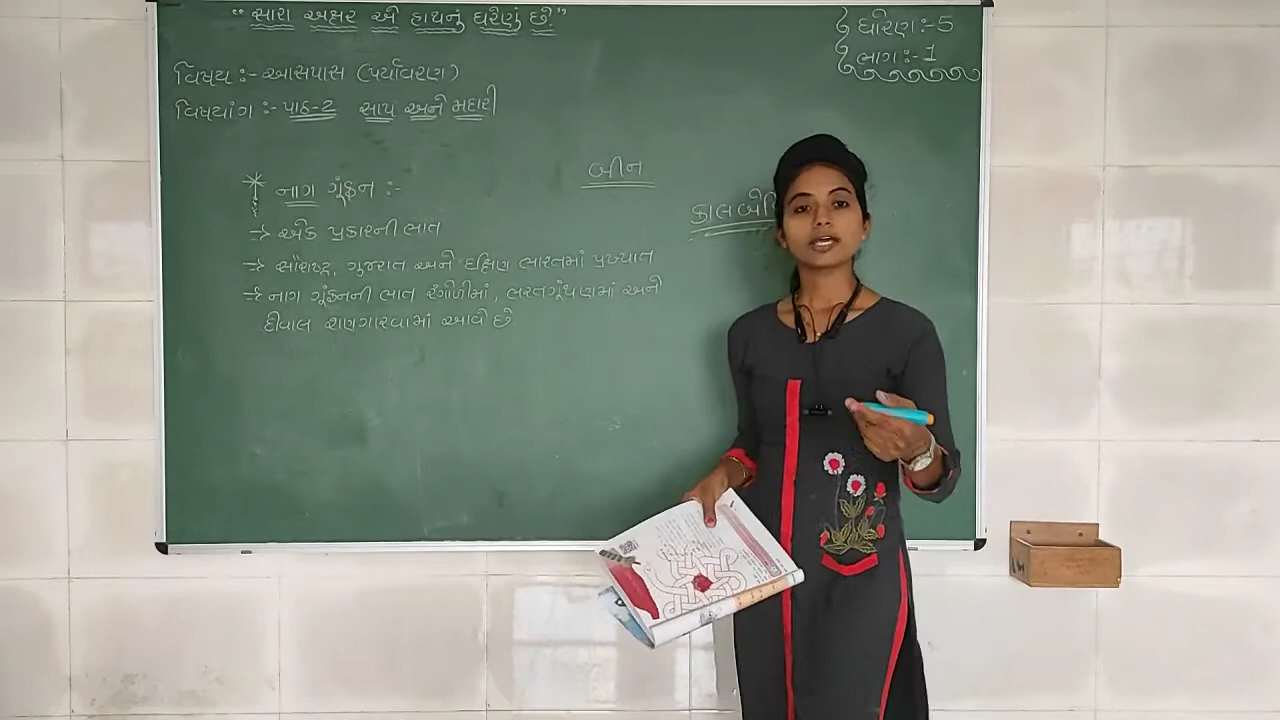 "સારા અક્ષર એ હાથનું ઘરેણું છે."
ધોરણ:-5
ભાગ:-1
વિષય:- આસપાસ (પર્યાવરણ)
વિષયાંગ:- પાઠ-2 સાપ અને મદારી
બીન
* નાગ ગૂંફન:-
કાલબેિ
→ એક પ્રકારની ભાત
→ સૌરાષ્ટ્ર, ગુજરાત અને દક્ષિણ ભારતમાં પ્રખ્યાત
→ નાગ ગૂંફનની ભાત રંગોળીમાં, ભરતગૂંથણમાં અને
દીવાલ શણગારવામાં આવે છે